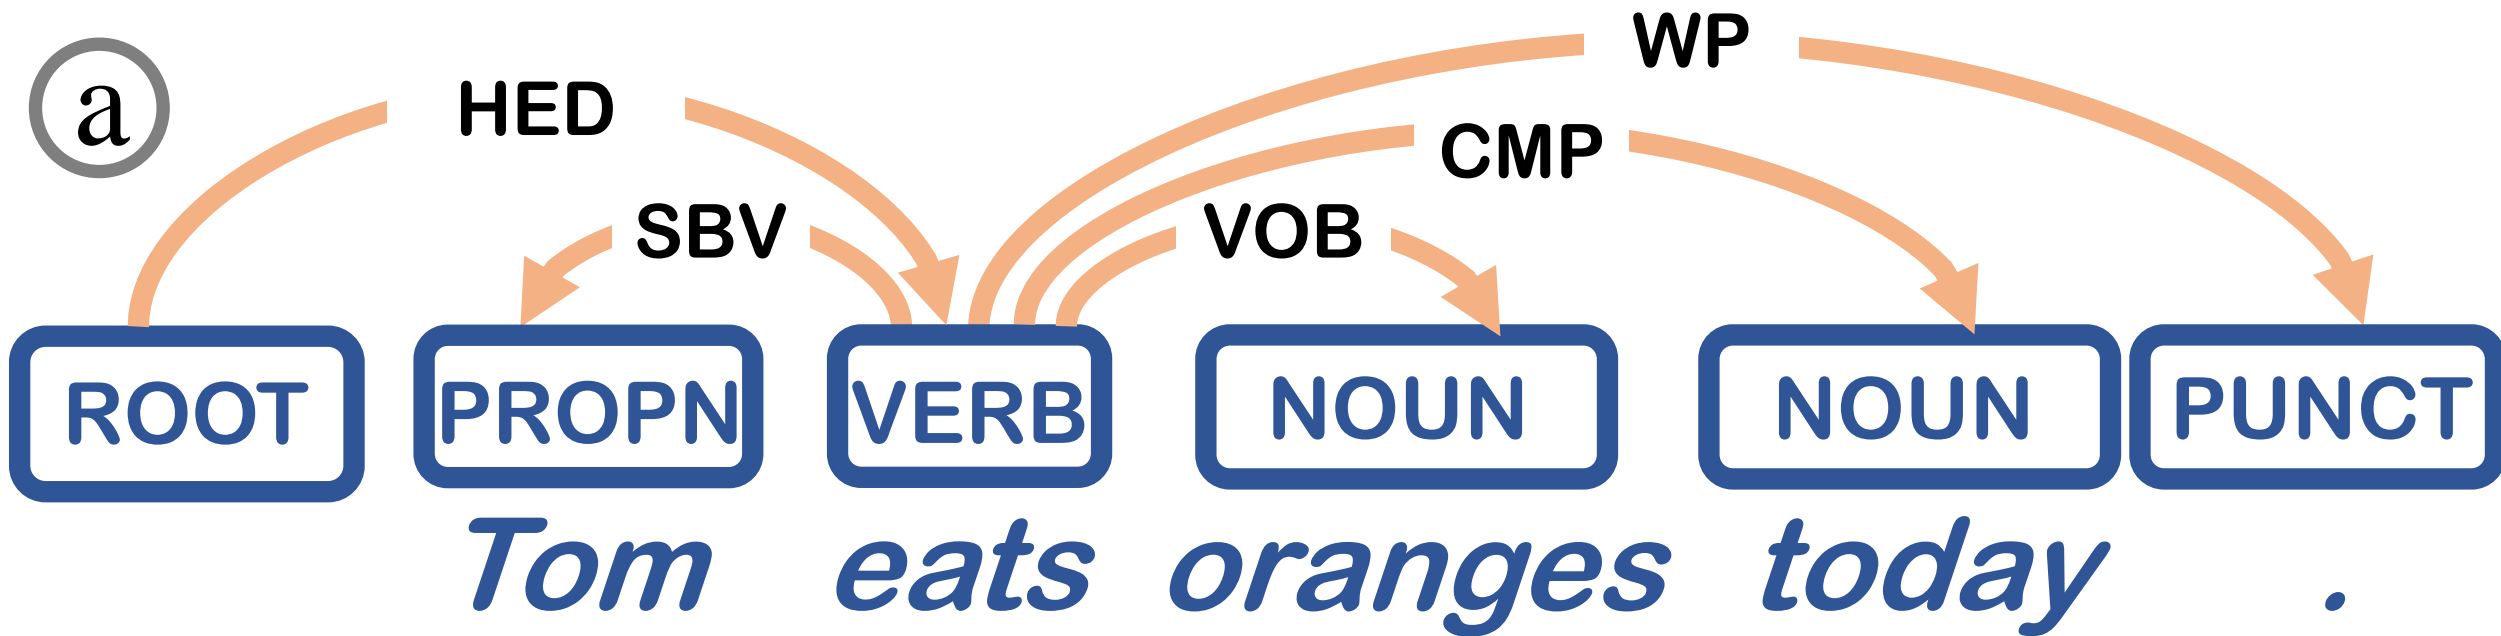 a
WP
HED
CMP
SBV VOB
ROOT PROPN VERB NOUN NOUN PUNCT
Tom eats oranges today .